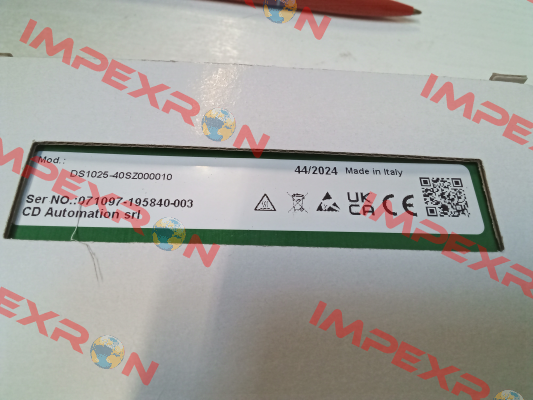 IMPEXRON
Mod.:
DS1025-40SZ000010
44/2024 Made in Italy
Ser NO.:071097-195840-003
CD Automation srl
UK
CA
CE
IMPEXRON
IMPEXRON
IMPEXRON
IMPEXRON
IMPEXRON